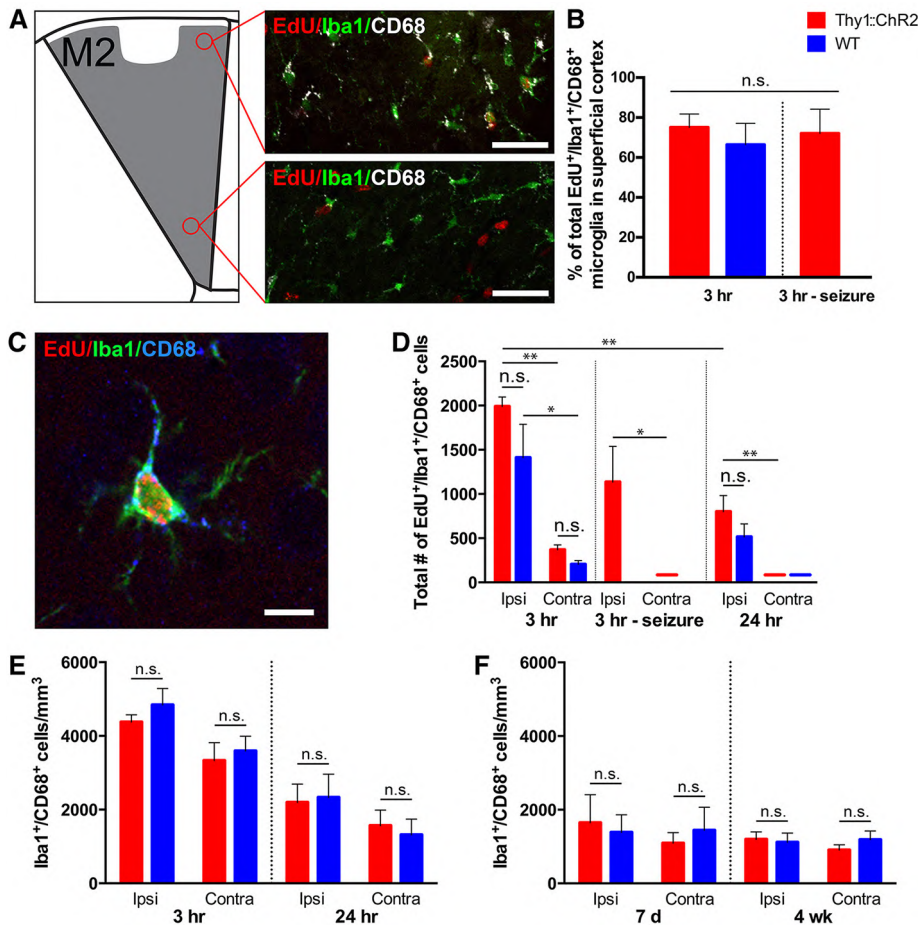 A
M2
EdU/Iba1/CD68
EdU/Iba1/CD68
B
Thy1::ChR2
WT
% of total EdU⁺/Iba1⁺/CD68⁺
microglia in superficial cortex
100
80
60
40
20
0
n.s.
3 hr
3 hr - seizure
C
EdU/Iba1/CD68
D
Total # of EdU⁺/Iba1⁺/CD68⁺ cells
2500
2000
1500
1000
500
0
**
**
n.s.
*
n.s.
*
**
n.s.
Ipsi
Contra
Ipsi
Contra
Ipsi
Contra
3 hr
3 hr - seizure
24 hr
E
Iba1⁺/CD68⁺ cells/mm³
6000
4000
2000
0
n.s.
n.s.
n.s.
n.s.
Ipsi
Contra
Ipsi
Contra
3 hr
24 hr
F
Iba1⁺/CD68⁺ cells/mm³
6000
4000
2000
0
n.s.
n.s.
n.s.
n.s.
Ipsi
Contra
Ipsi
Contra
7 d
4 wk